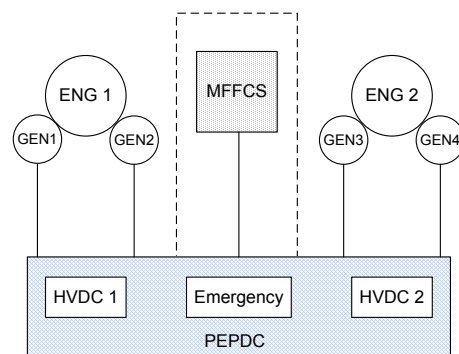 ENG 1
MFFCS
ENG 2
GEN1
GEN2
GEN3
GEN4
HVDC 1
Emergency
HVDC 2
PEPDC